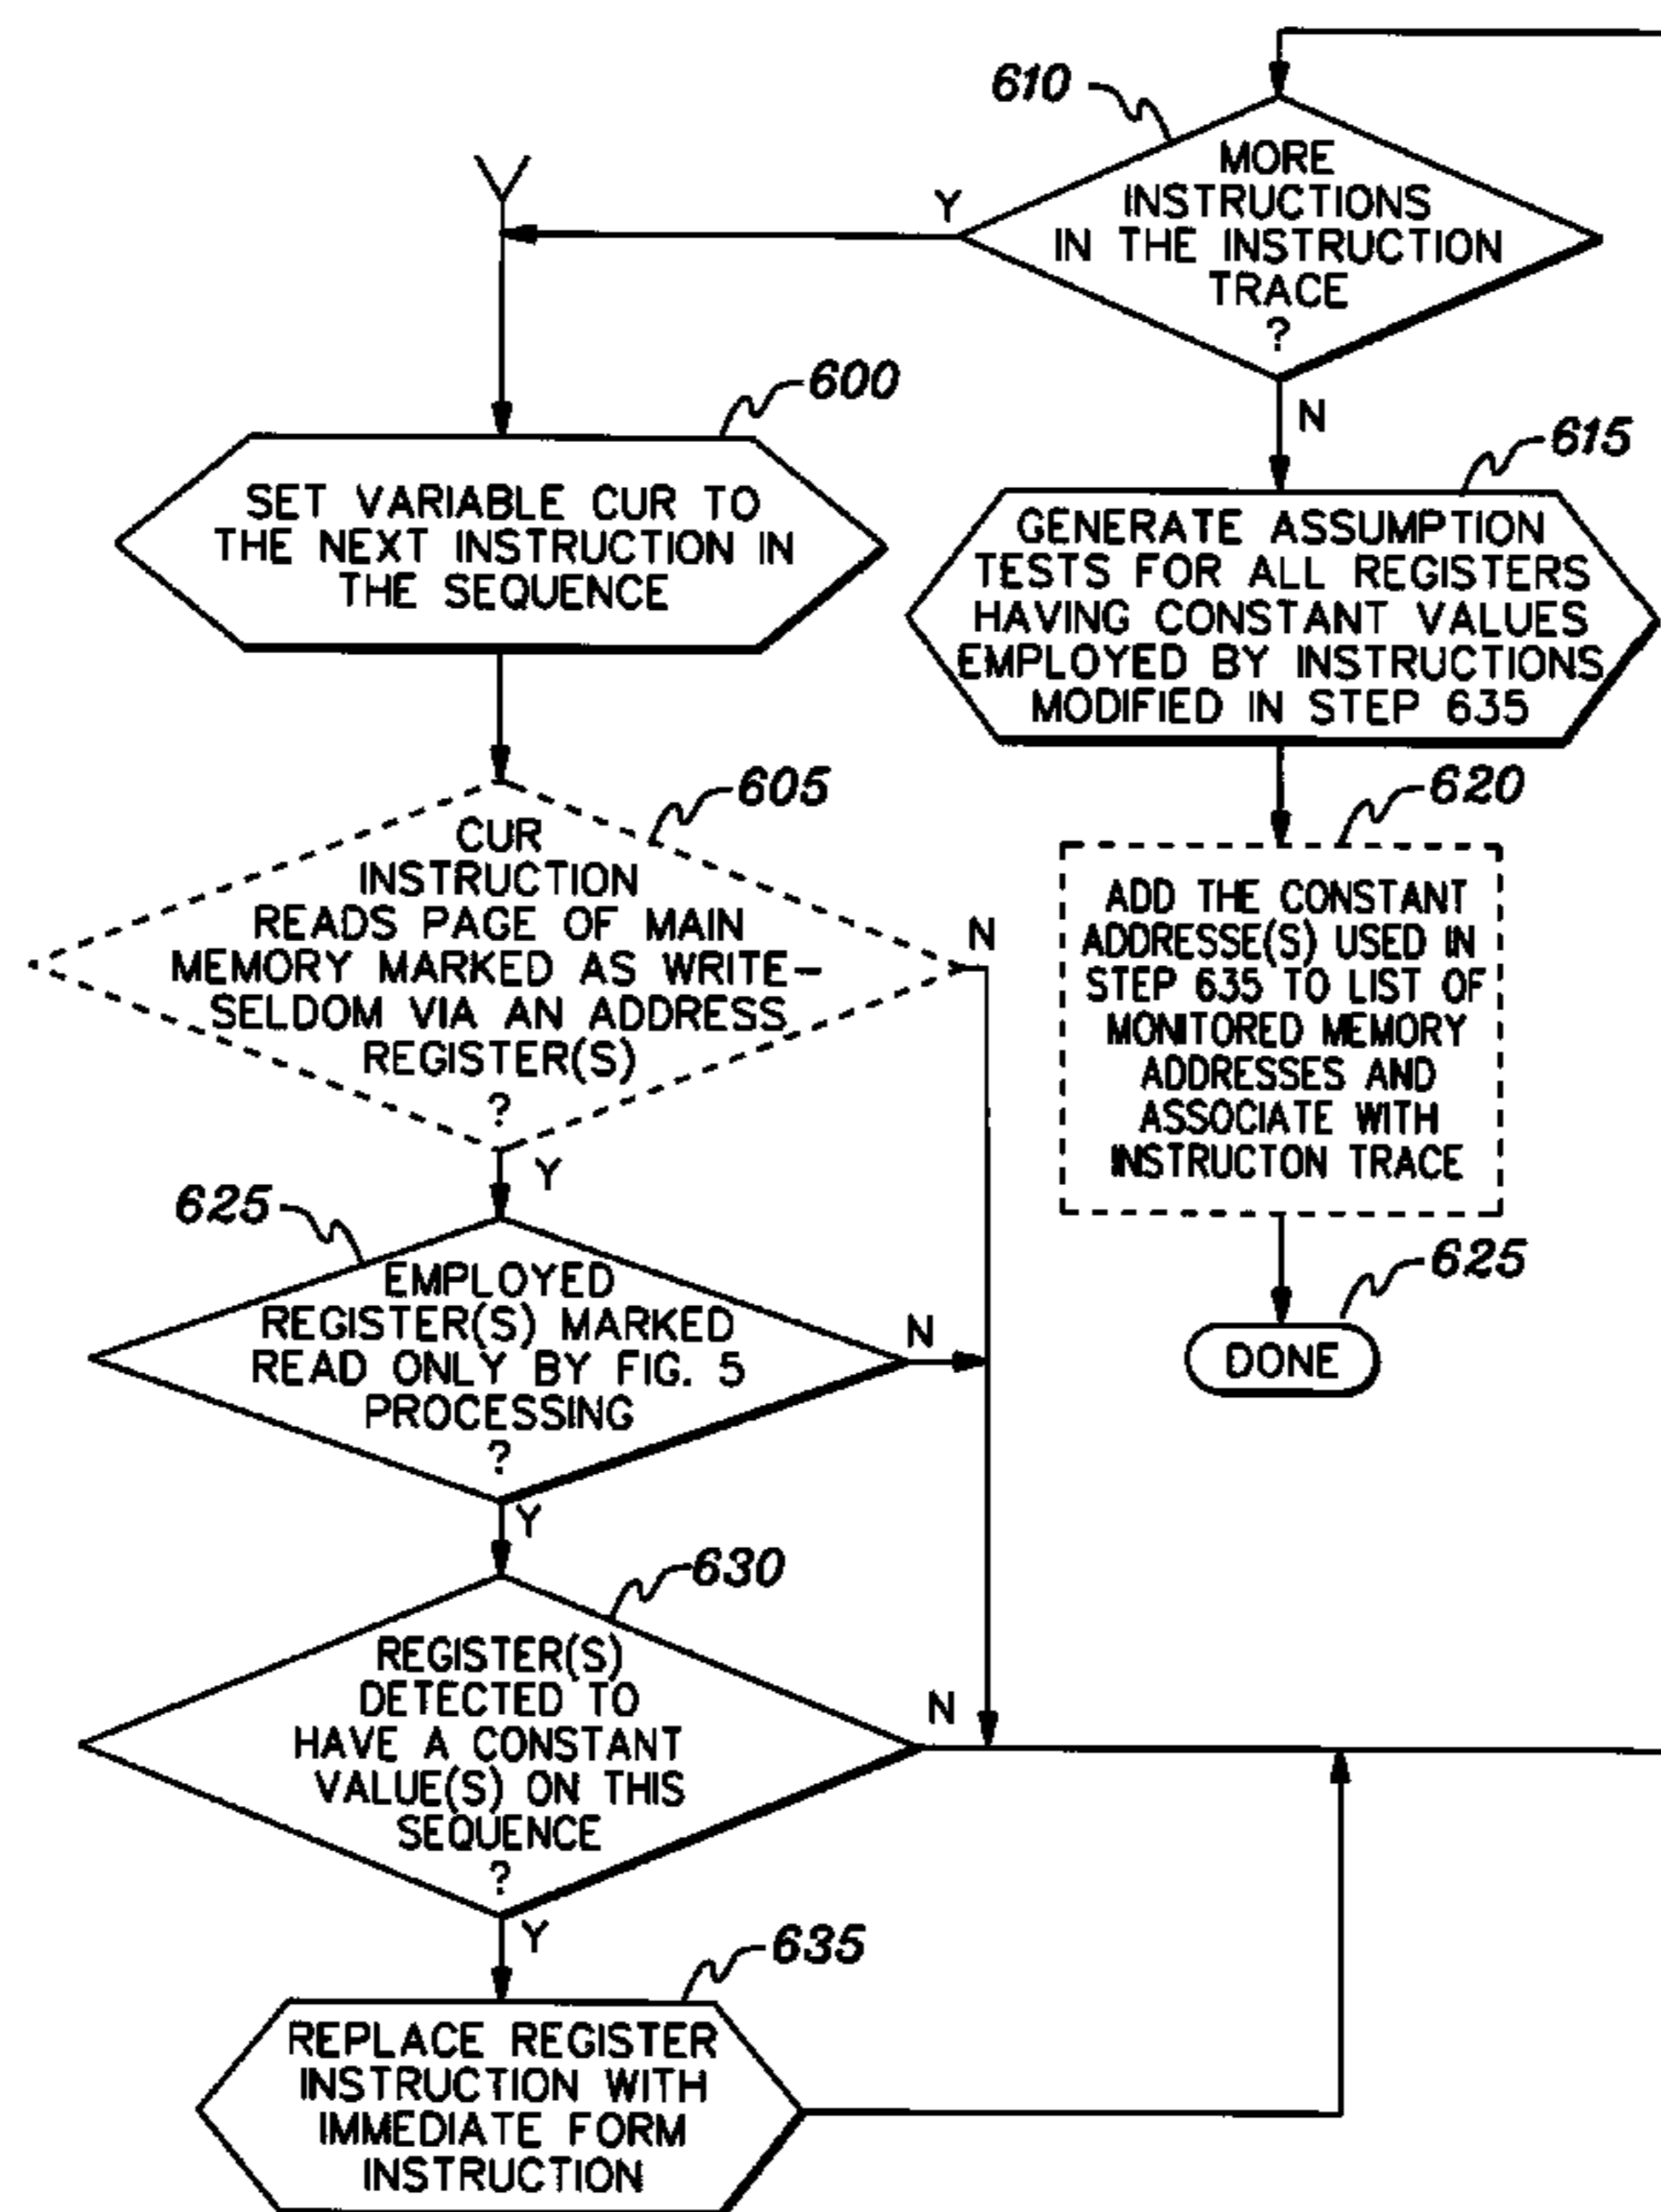 610
MORE
INSTRUCTIONS
IN THE INSTRUCTION
TRACE
?
Y
N
600
SET VARIABLE CUR TO
THE NEXT INSTRUCTION IN
THE SEQUENCE
615
GENERATE ASSUMPTION
TESTS FOR ALL REGISTERS
HAVING CONSTANT VALUES
EMPLOYED BY INSTRUCTIONS
MODIFIED IN STEP 635
605
CUR
INSTRUCTION
READS PAGE OF MAIN
MEMORY MARKED AS WRITE-
SELDOM VIA AN ADDRESS
REGISTER(S)
?
N
Y
620
ADD THE CONSTANT
ADDRESSE(S) USED IN
STEP 635 TO LIST OF
MONITORED MEMORY
ADDRESSES AND
ASSOCIATE WITH
INSTRUCTON TRACE
625
DONE
625
EMPLOYED
REGISTER(S) MARKED
READ ONLY BY FIG. 5
PROCESSING
?
N
Y
630
REGISTER(S)
DETECTED TO
HAVE A CONSTANT
VALUE(S) ON THIS
SEQUENCE
?
N
Y
635
REPLACE REGISTER
INSTRUCTION WITH
IMMEDIATE FORM
INSTRUCTION